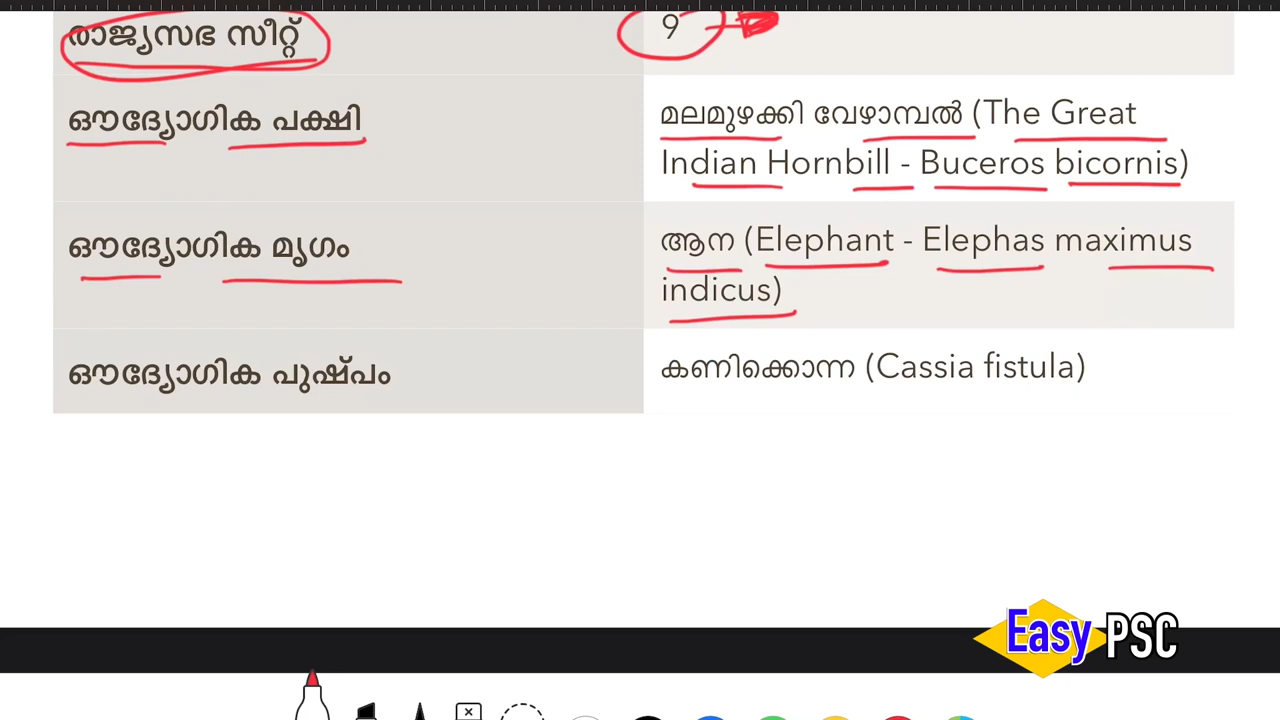 രാജ്യസഭ സീറ്റ്
9
ഔദ്യോഗിക പക്ഷി
മലമുഴക്കി വേഴാമ്പൽ (The Great
Indian Hornbill - Buceros bicornis)
ഔദ്യോഗിക മൃഗം
ആന (Elephant - Elephas maximus
indicus)
ഔദ്യോഗിക പുഷ്പം
കണിക്കൊന്ന (Cassia fistula)
Easy PSC